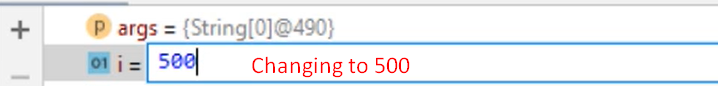 p args = {String[0]@490}
01 i = 500 Changing to 500